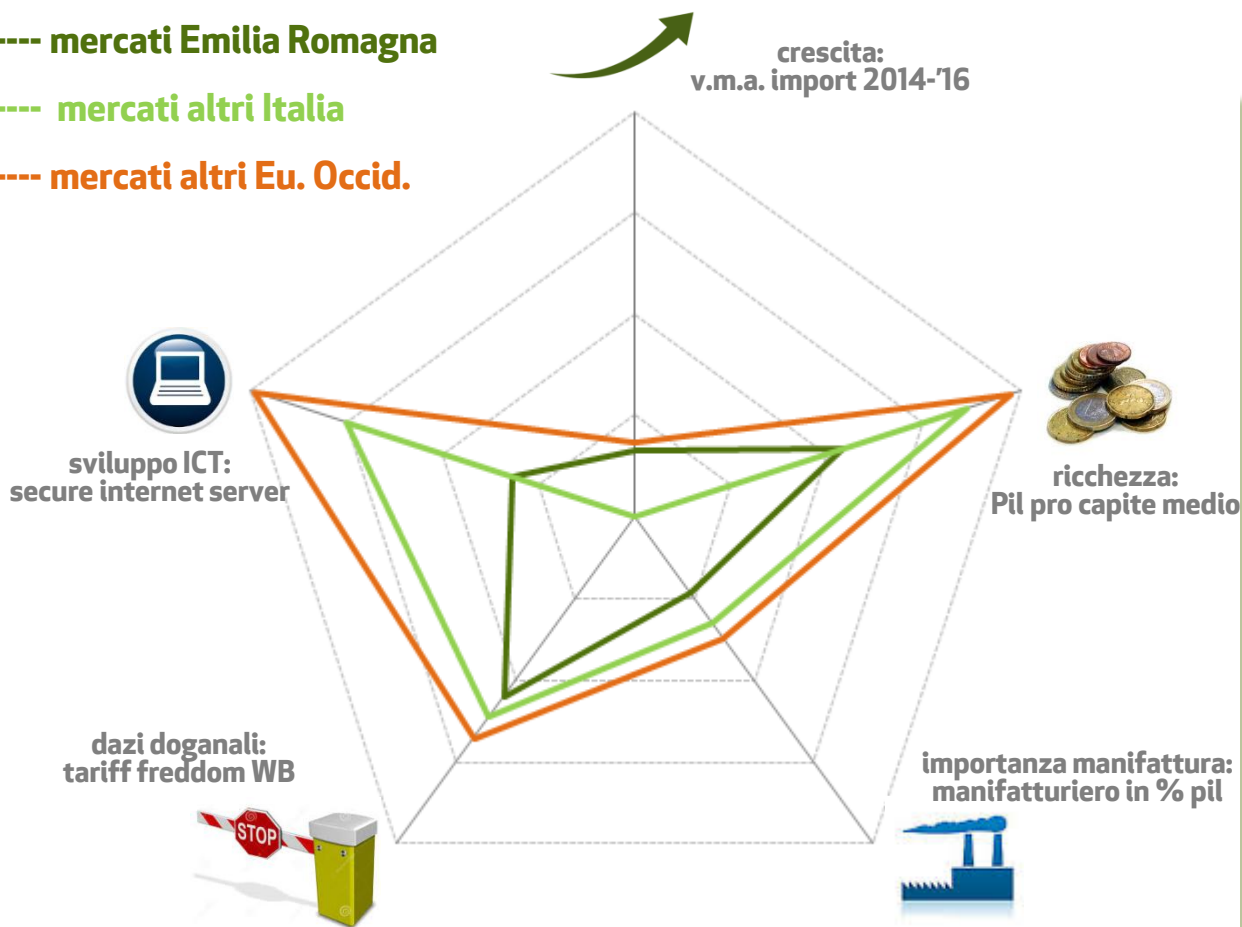 ---- mercati Emilia Romagna
---- mercati altri Italia
---- mercati altri Eu. Occid.
crescita:
v.m.a. import 2014-'16
sviluppo ICT:
secure internet server
ricchezza:
Pil pro capite medio
dazi doganali:
tariff freddom WB
importanza manifattura:
manifatturiero in % pil
STOP